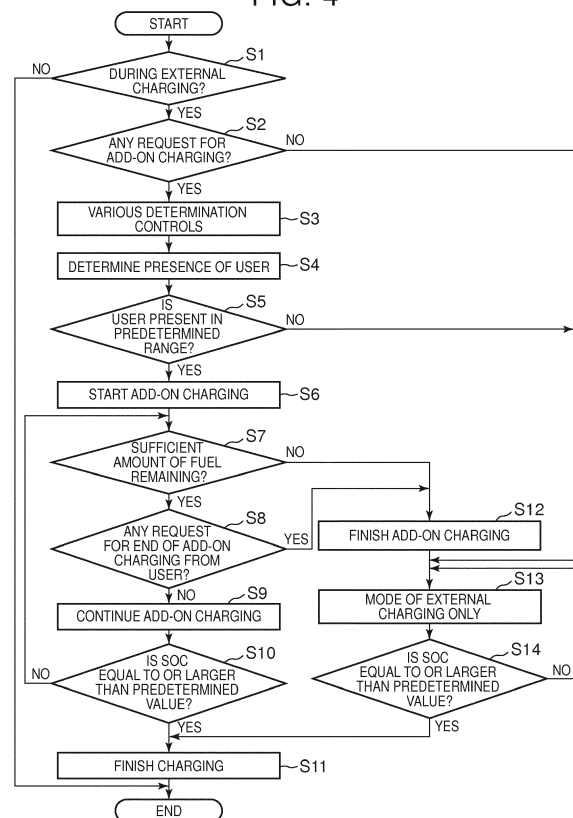 FIG. 4
START
S1
NO
DURING EXTERNAL
CHARGING?
YES
S2
ANY REQUEST FOR
ADD-ON CHARGING?
NO
YES
VARIOUS DETERMINATION
CONTROLS
S3
DETERMINE PRESENCE OF USER
S4
S5
IS
USER PRESENT IN
PREDETERMINED
RANGE?
NO
YES
START ADD-ON CHARGING
S6
S7
SUFFICIENT
AMOUNT OF FUEL
REMAINING?
NO
YES
S8
ANY REQUEST
FOR END OF ADD-ON
CHARGING FROM
USER?
YES
NO
S12
FINISH ADD-ON CHARGING
S9
CONTINUE ADD-ON CHARGING
S13
MODE OF EXTERNAL
CHARGING ONLY
S10
IS SOC
EQUAL TO OR LARGER
THAN PREDETERMINED
VALUE?
NO
YES
S14
IS SOC
EQUAL TO OR LARGER
THAN PREDETERMINED
VALUE?
NO
YES
FINISH CHARGING
S11
END